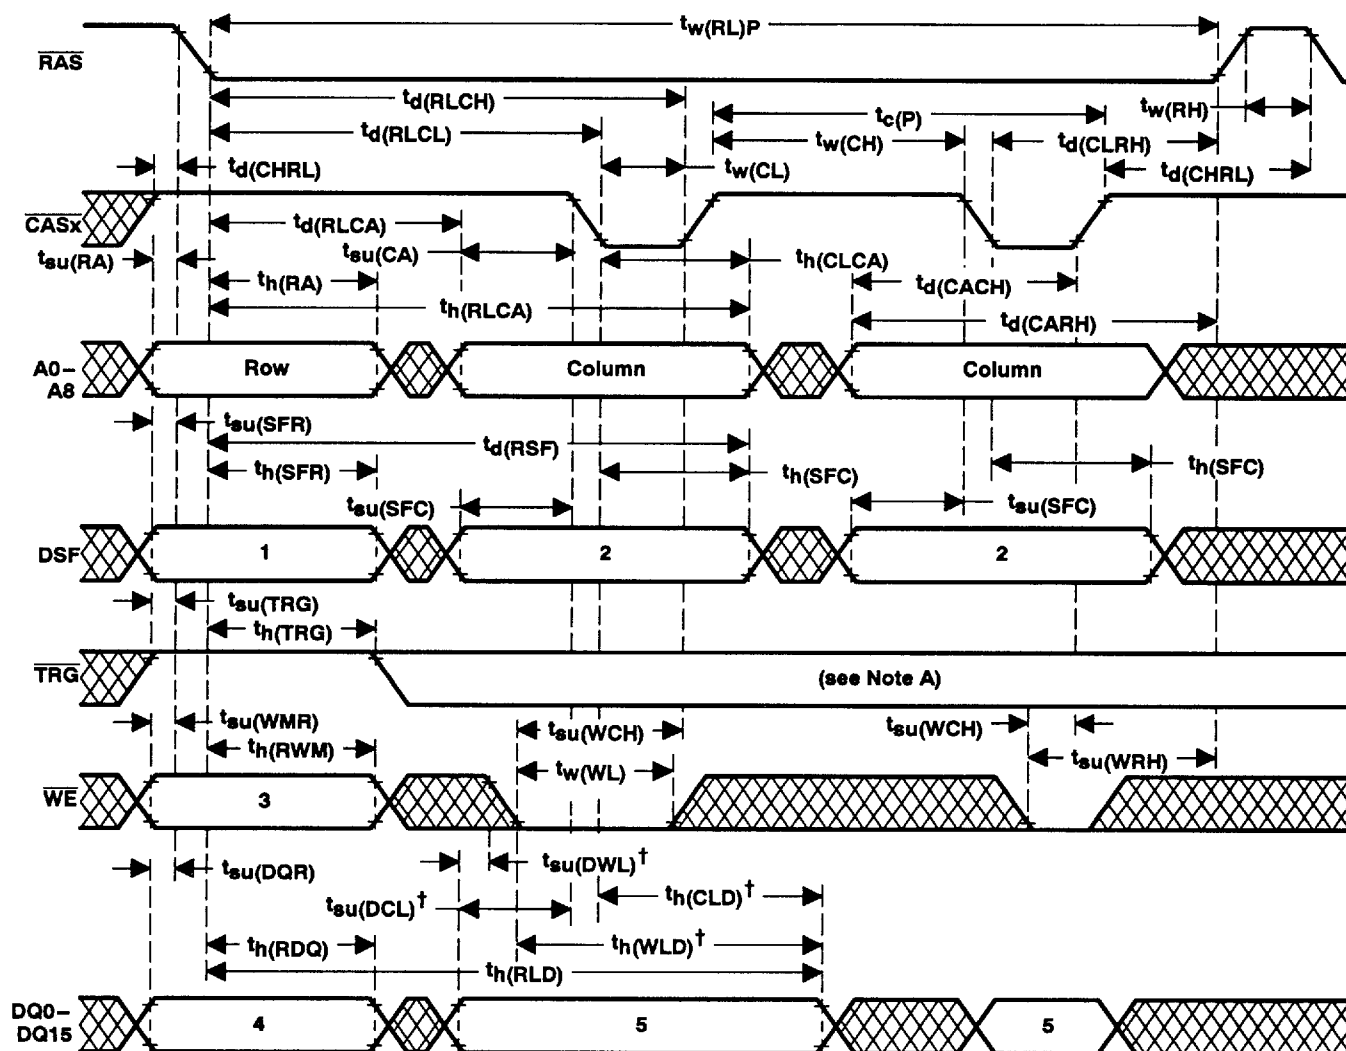 tw(RL)P
RAS
td(RLCH)
tc(P)
tw(RH)
td(RLCL)
tw(CH)
td(CLRH)
td(CHRL)
tw(CL)
td(CHRL)
CASx
td(RLCA)
tsu(RA)
tsu(CA)
th(CLCA)
th(RA)
td(CACH)
th(RLCA)
td(CARH)
A0–
A8
Row
Column
Column
tsu(SFR)
td(RSF)
th(SFR)
th(SFC)
th(SFC)
tsu(SFC)
tsu(SFC)
DSF
1
2
2
tsu(TRG)
th(TRG)
TRG
(see Note A)
tsu(WMR)
tsu(WCH)
tsu(WCH)
th(RWM)
tw(WL)
tsu(WRH)
WE
3
tsu(DQR)
tsu(DWL)†
tsu(DCL)†
th(CLD)†
th(RDQ)
th(WLD)†
th(RLD)
DQ0–
DQ15
4
5
5